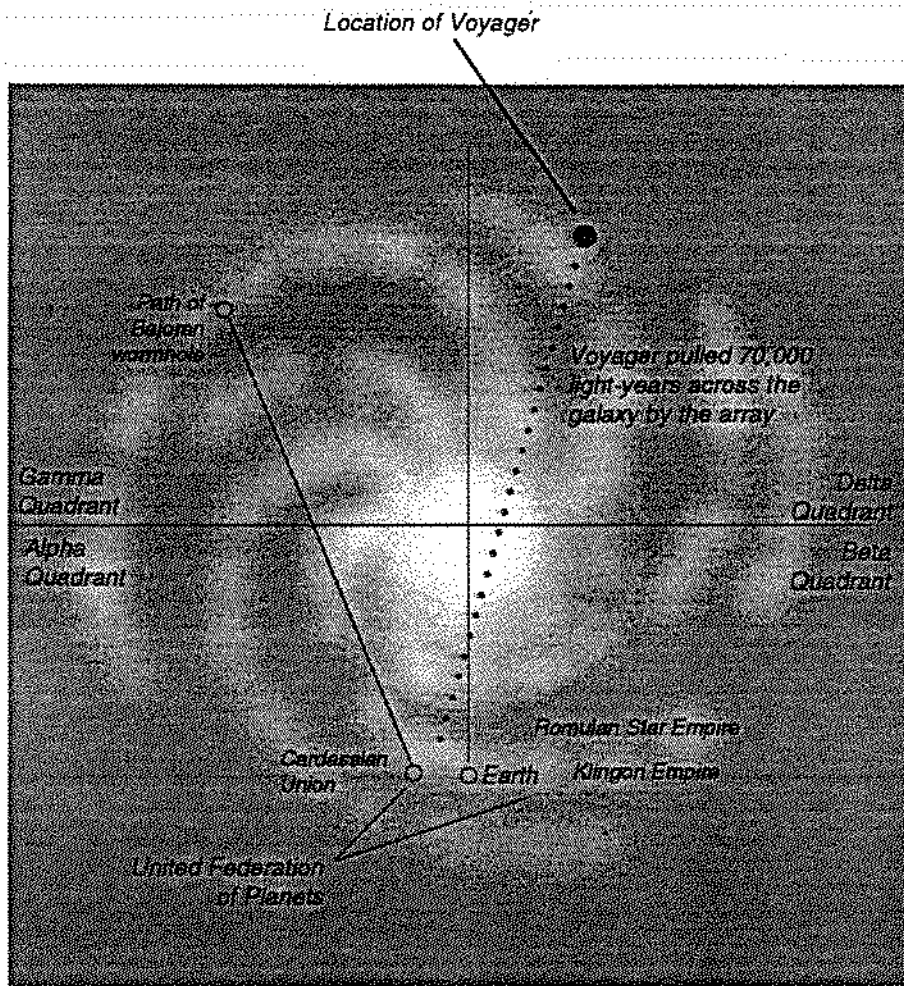 Location of Voyager
Path of
Bajoran
wormhole
Voyager pulled 70,000
light-years across the
galaxy by the array
Gamma
Quadrant
Delta
Quadrant
Alpha
Quadrant
Beta
Quadrant
Romulan Star Empire
Cardassian
Union
Earth
Klingon Empire
United Federation
of Planets